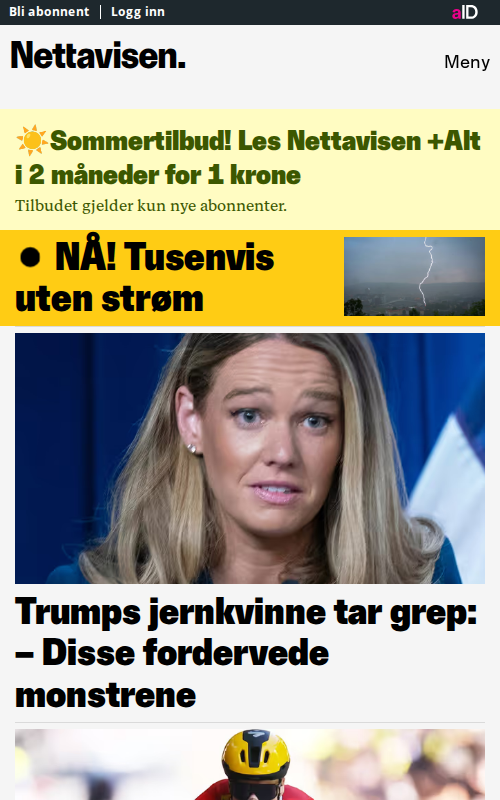 Bli abonnent | Logg inn
aID
Nettavisen.
Meny
☀️Sommertilbud! Les Nettavisen +Alt
i 2 måneder for 1 krone
Tilbudet gjelder kun nye abonnenter.
● NÅ! Tusenvis
uten strøm
Trumps jernkvinne tar grep:
– Disse fordervede
monstrene